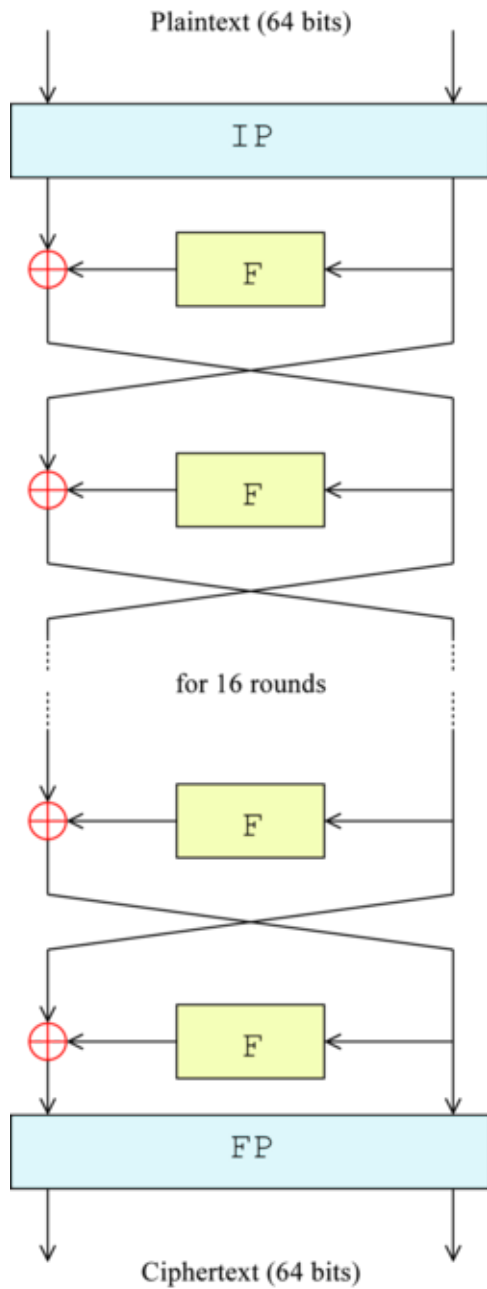 Plaintext (64 bits)
IP
F
F
for 16 rounds
F
F
FP
Ciphertext (64 bits)